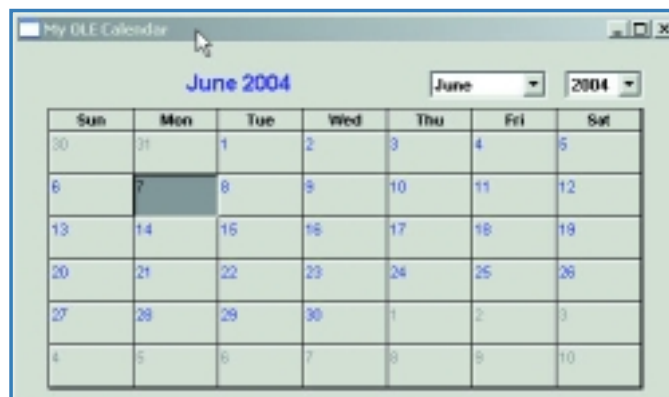 My OLE Calendar
June 2004 June 2004
Sun Mon Tue Wed Thu Fri Sat
30 31 1 2 3 4 5
6 7 8 9 10 11 12
13 14 15 16 17 18 19
20 21 22 23 24 25 26
27 28 29 30 1 2 3
4 5 6 7 8 9 10